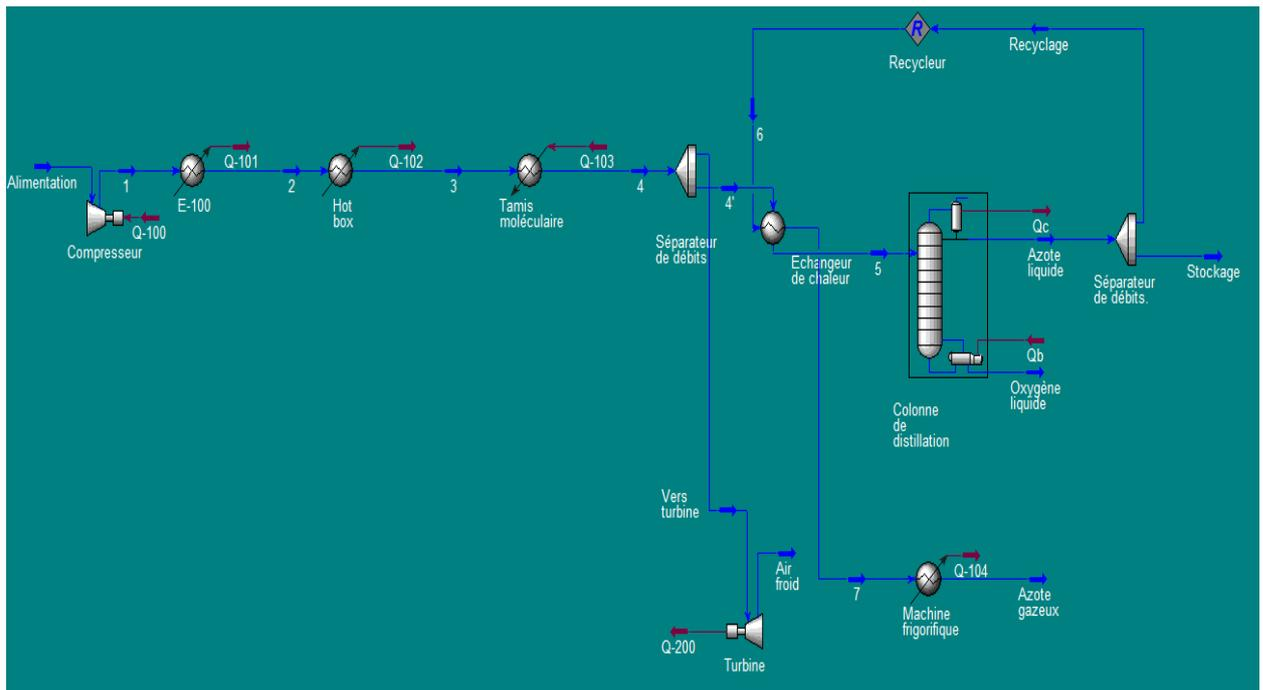 R
Recycleur
Recyclage
6
Alimentation
1
Q-101
2
Q-102
3
Q-103
4
4'
E-100
Hot
box
Tamis
moléculaire
Q-100
Compresseur
Séparateur
de débits
Echangeur
de chaleur
5
Qc
Azote
liquide
Séparateur
de débits.
Stockage
Qb
Oxygène
liquide
Colonne
de
distillation
Vers
turbine
Air
froid
7
Q-104
Azote
gazeux
Machine
frigorifique
Q-200
Turbine